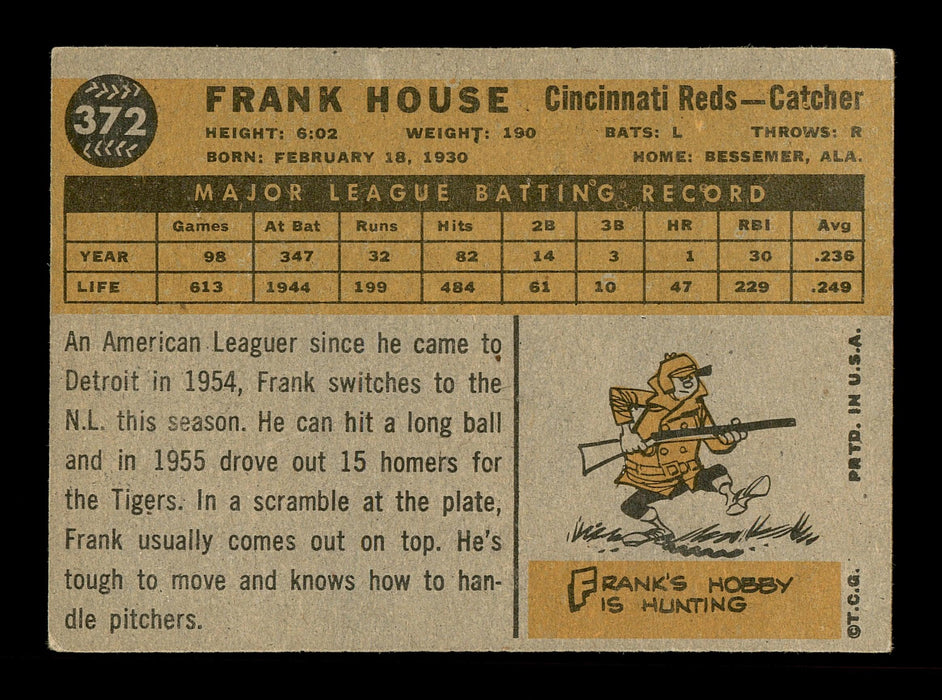 372
FRANK HOUSE Cincinnati Reds—Catcher
HEIGHT: 6:02 WEIGHT: 190 BATS: L THROWS: R
BORN: FEBRUARY 18, 1930 HOME: BESSEMER, ALA.
MAJOR LEAGUE BATTING RECORD
Games At Bat Runs Hits 2B 3B HR RBI Avg
YEAR 98 347 32 82 14 3 1 30 .236
LIFE 613 1944 199 484 61 10 47 229 .249
An American Leaguer since he came to
Detroit in 1954, Frank switches to the
N.L. this season. He can hit a long ball
and in 1955 drove out 15 homers for
the Tigers. In a scramble at the plate,
Frank usually comes out on top. He's
tough to move and knows how to han-
dle pitchers.
FRANK'S HOBBY
IS HUNTING
©T.C.G. PRTD. IN U.S.A.